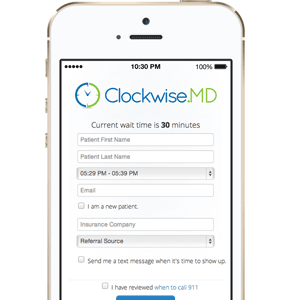 10:30 PM
100%
Clockwise.MD
Current wait time is 30 minutes
Patient First Name
Patient Last Name
05:29 PM - 05:39 PM
Email
I am a new patient.
Insurance Company
Referral Source
Send me a text message when it's time to show up.
I have reviewed when to call 911